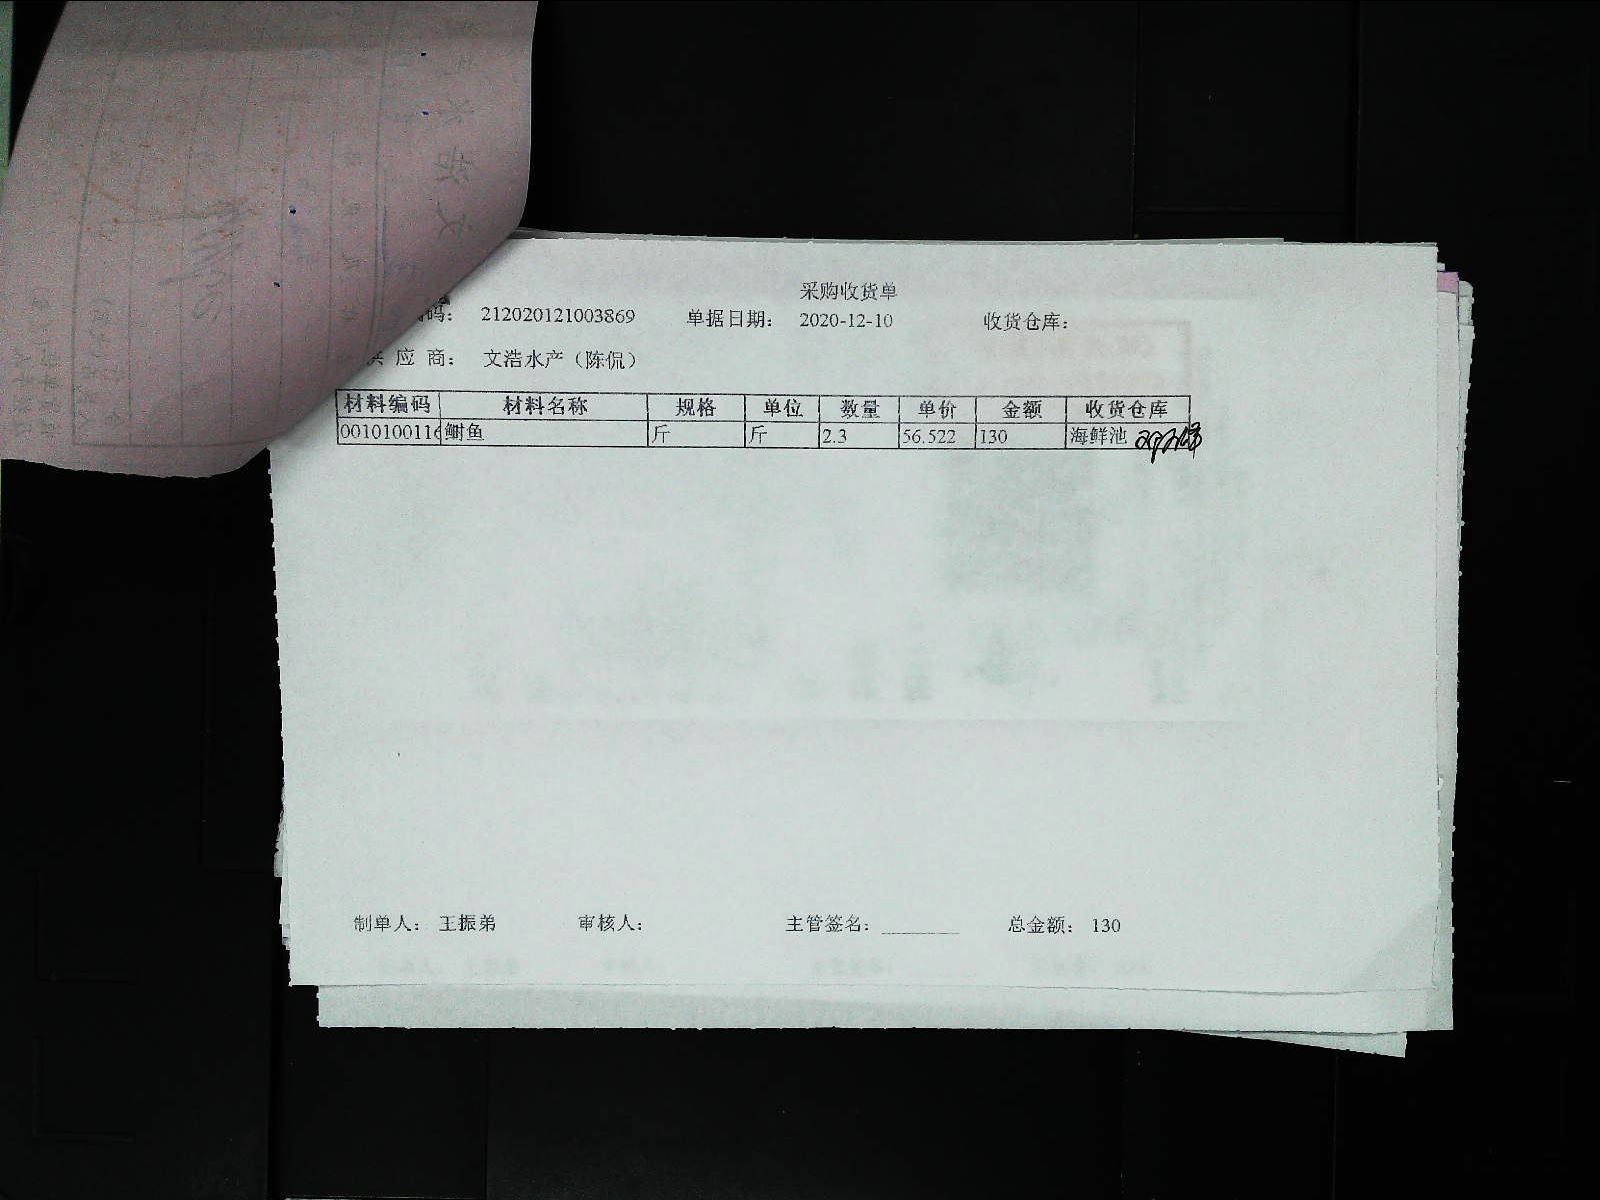 采购收货单
码： 212020121003869 单据日期： 2020-12-10 收货仓库：
应 商： 文浩水产（陈侃）
材料编码 材料名称 规格 单位 数量 单价 金额 收货仓库
0010100116 鲥鱼 斤 斤 2.3 56.522 130 海鲜池
制单人： 王振弟 审核人： 主管签名： 总金额： 130